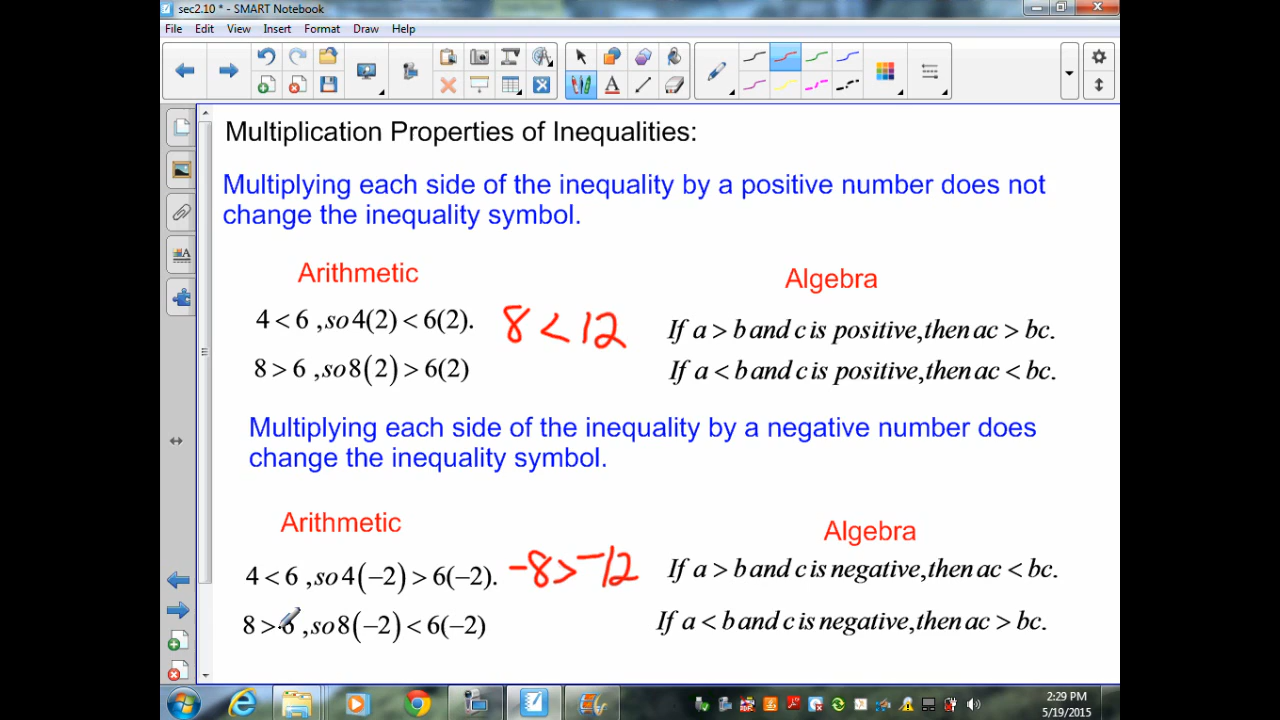 sec2.10 * - SMART Notebook
File Edit View Insert Format Draw Help
Multiplication Properties of Inequalities:
Multiplying each side of the inequality by a positive number does not
change the inequality symbol.
Arithmetic
Algebra
4 < 6 , so 4(2) < 6(2).
8 < 12
If a > b and c is positive, then ac > bc.
8 > 6 , so 8(2) > 6(2)
If a < b and c is positive, then ac < bc.
Multiplying each side of the inequality by a negative number does
change the inequality symbol.
Arithmetic
Algebra
4 < 6 , so 4(−2) > 6(−2).
-8 > -12
If a > b and c is negative, then ac < bc.
8 > 6 , so 8(−2) < 6(−2)
If a < b and c is negative, then ac > bc.
2:29 PM
5/19/2015